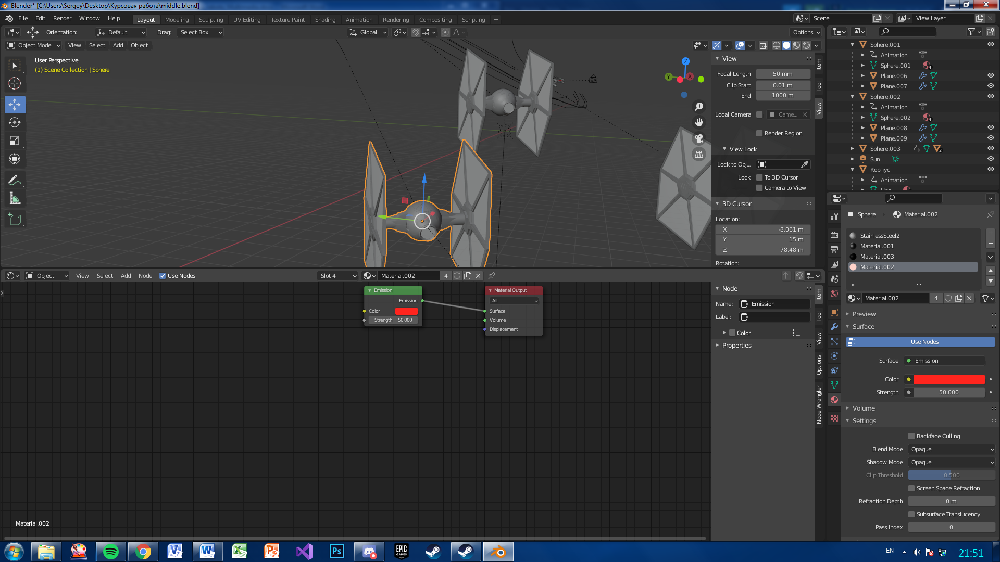 Blender* [C:\Users\Sergey\Desktop\Курсовая работа\middle.blend]
File Edit Render Window Help
Layout Modeling Sculpting UV Editing Texture Paint Shading Animation Rendering Compositing Scripting +
Scene
View Layer
Orientation: Default Drag: Select Box
Global
Options
Object Mode View Select Add Object
User Perspective
(1) Scene Collection | Sphere
Z
Y
X
View
Focal Length 50 mm
Clip Start 0.01 m
End 1000 m
Local Camera Came...
Render Region
View Lock
Lock to Obj...
Lock To 3D Cursor
Camera to View
3D Cursor
Location:
X -3.061 m
Y 15 m
Z 78.48 m
Rotation:
Item
Tool
View
Sphere.001
Animation
Sphere.001 4
Plane.006
Plane.007
Sphere.002
Animation
Sphere.002 4
Plane.008
Plane.009
Sphere.003 2
Sun
Корпус
Animation
Sphere Material.002
StainlessSteel2
Material.001
Material.003
Material.002
Material.002 4
Preview
Surface
Use Nodes
Surface Emission
Color
Strength 50.000
Volume
Settings
Backface Culling
Blend Mode Opaque
Shadow Mode Opaque
Clip Threshold 0.500
Screen Space Refraction
Refraction Depth 0 m
Subsurface Translucency
Pass Index 0
Object View Select Add Node Use Nodes Slot 4 Material.002 4
Emission
Emission
Color
Strength 50.000
Material Output
All
Surface
Volume
Displacement
Node
Name: Emission
Label:
Color
Properties
Item
Tool
View
Options
Node Wrangler
Material.002
Ps
EPIC
GAMES
EN
21:51